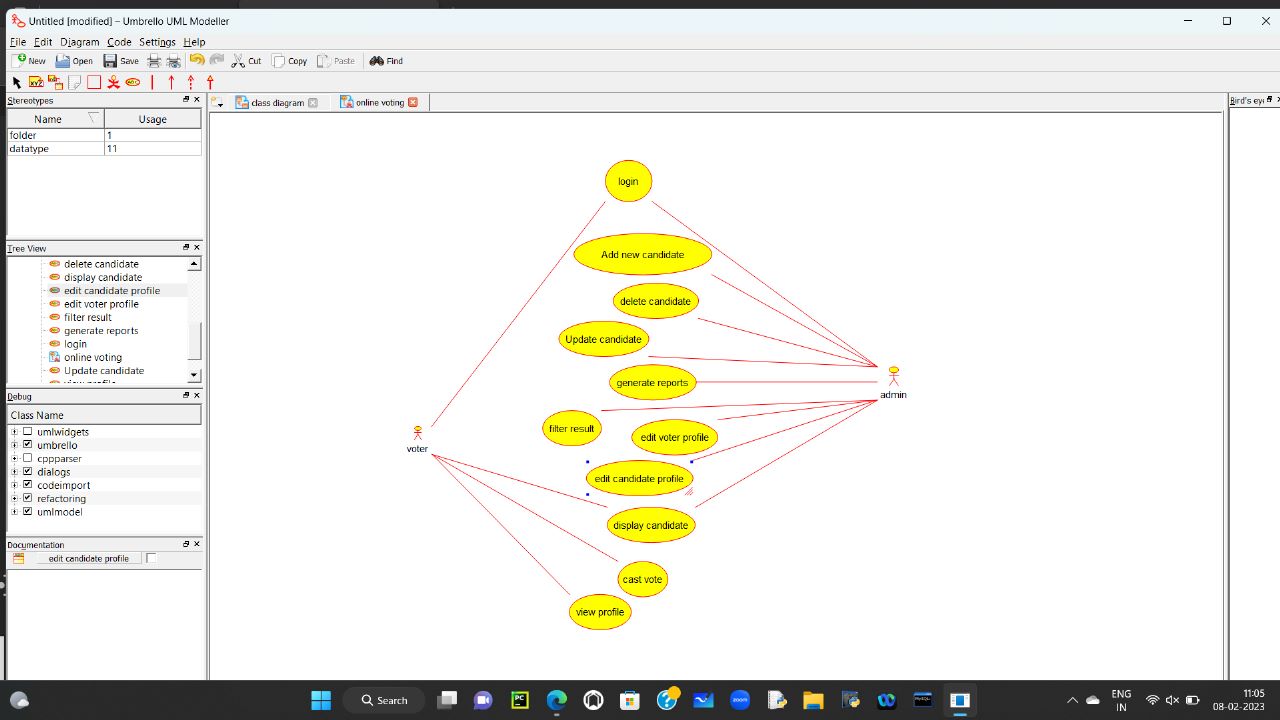 Untitled [modified] – Umbrello UML Modeller
File Edit Diagram Code Settings Help
New Open Save Cut Copy Paste Find
Stereotypes
Name Usage
folder 1
datatype 11
Tree View
delete candidate
display candidate
edit candidate profile
edit voter profile
filter result
generate reports
login
online voting
Update candidate
Debug
Class Name
umlwidgets
umbrello
cppparser
dialogs
codeimport
refactoring
umlmodel
Documentation
edit candidate profile
class diagram online voting
Bird's eye
login
Add new candidate
delete candidate
Update candidate
generate reports
admin
filter result
edit voter profile
voter
edit candidate profile
display candidate
cast vote
view profile
Search
PC
ENG
IN
11:05
08-02-2023